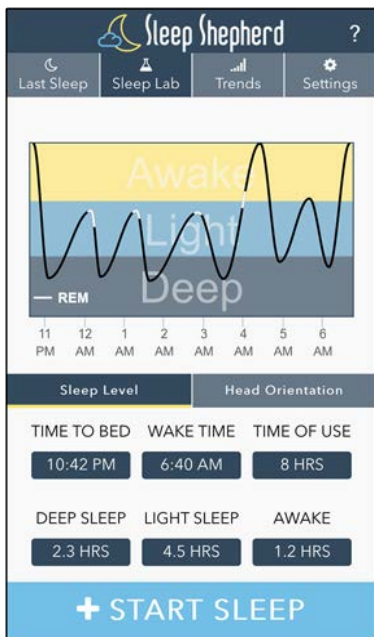 Sleep Shepherd ?
Last Sleep Sleep Lab Trends Settings
Awake
Light
Deep
REM
11 12 1 2 3 4 5 6
PM AM AM AM AM AM AM AM
Sleep Level Head Orientation
TIME TO BED WAKE TIME TIME OF USE
10:42 PM 6:40 AM 8 HRS
DEEP SLEEP LIGHT SLEEP AWAKE
2.3 HRS 4.5 HRS 1.2 HRS
+ START SLEEP